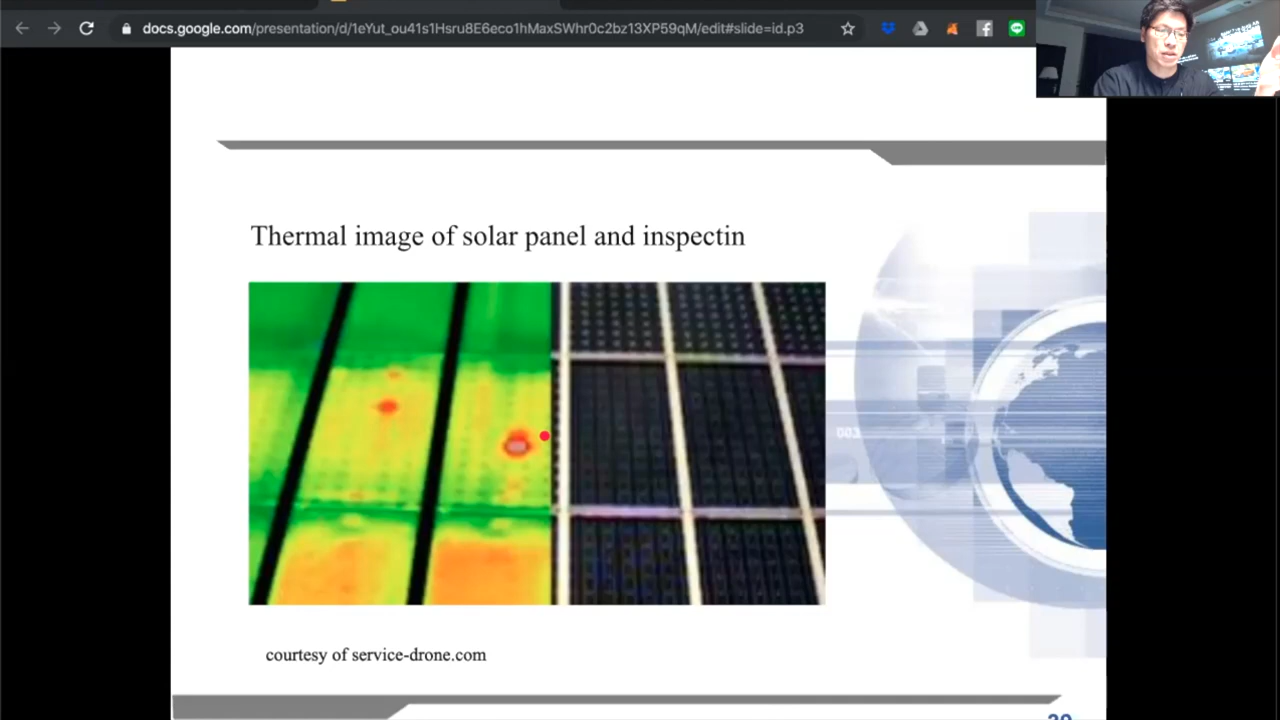 docs.google.com/presentation/d/1eYut_ou41s1Hsru8E6eco1hMaxSWhr0c2bz13XP59qM/edit#slide=id.p3
Thermal image of solar panel and inspectin
003
courtesy of service-drone.com